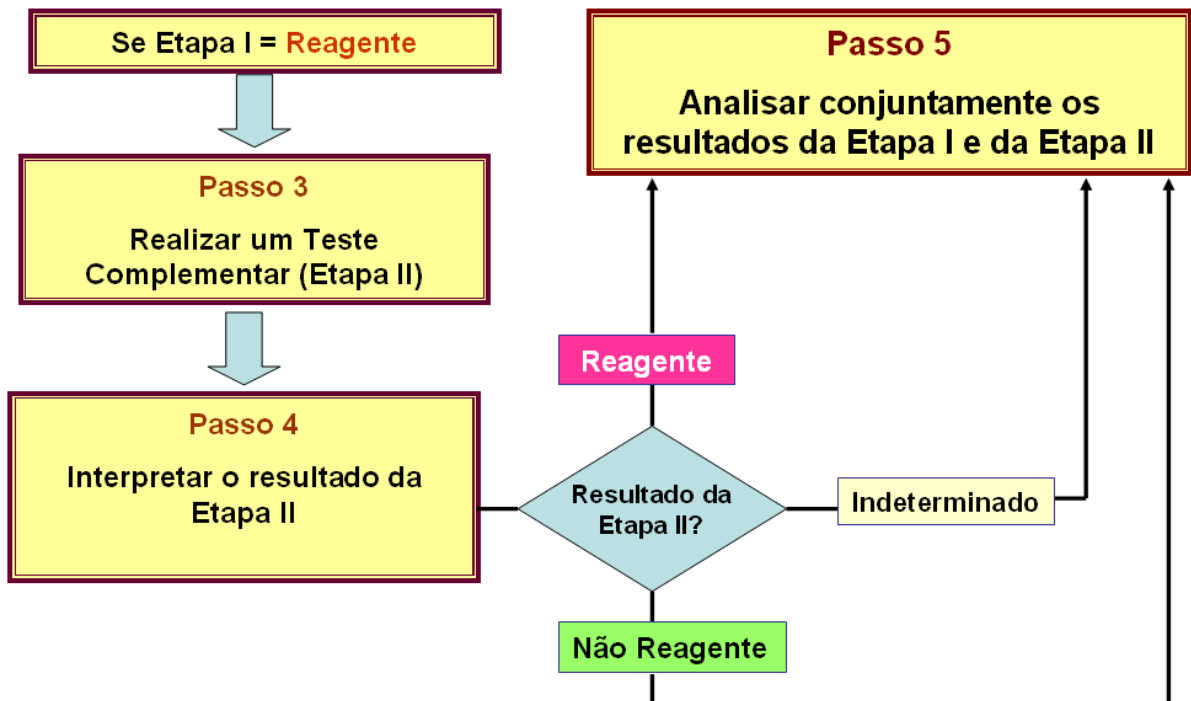 Se Etapa I = Reagente
Passo 3
Realizar um Teste
Complementar (Etapa II)
Passo 4
Interpretar o resultado da
Etapa II
Resultado da
Etapa II?
Reagente
Indeterminado
Não Reagente
Passo 5
Analisar conjuntamente os
resultados da Etapa I e da Etapa II